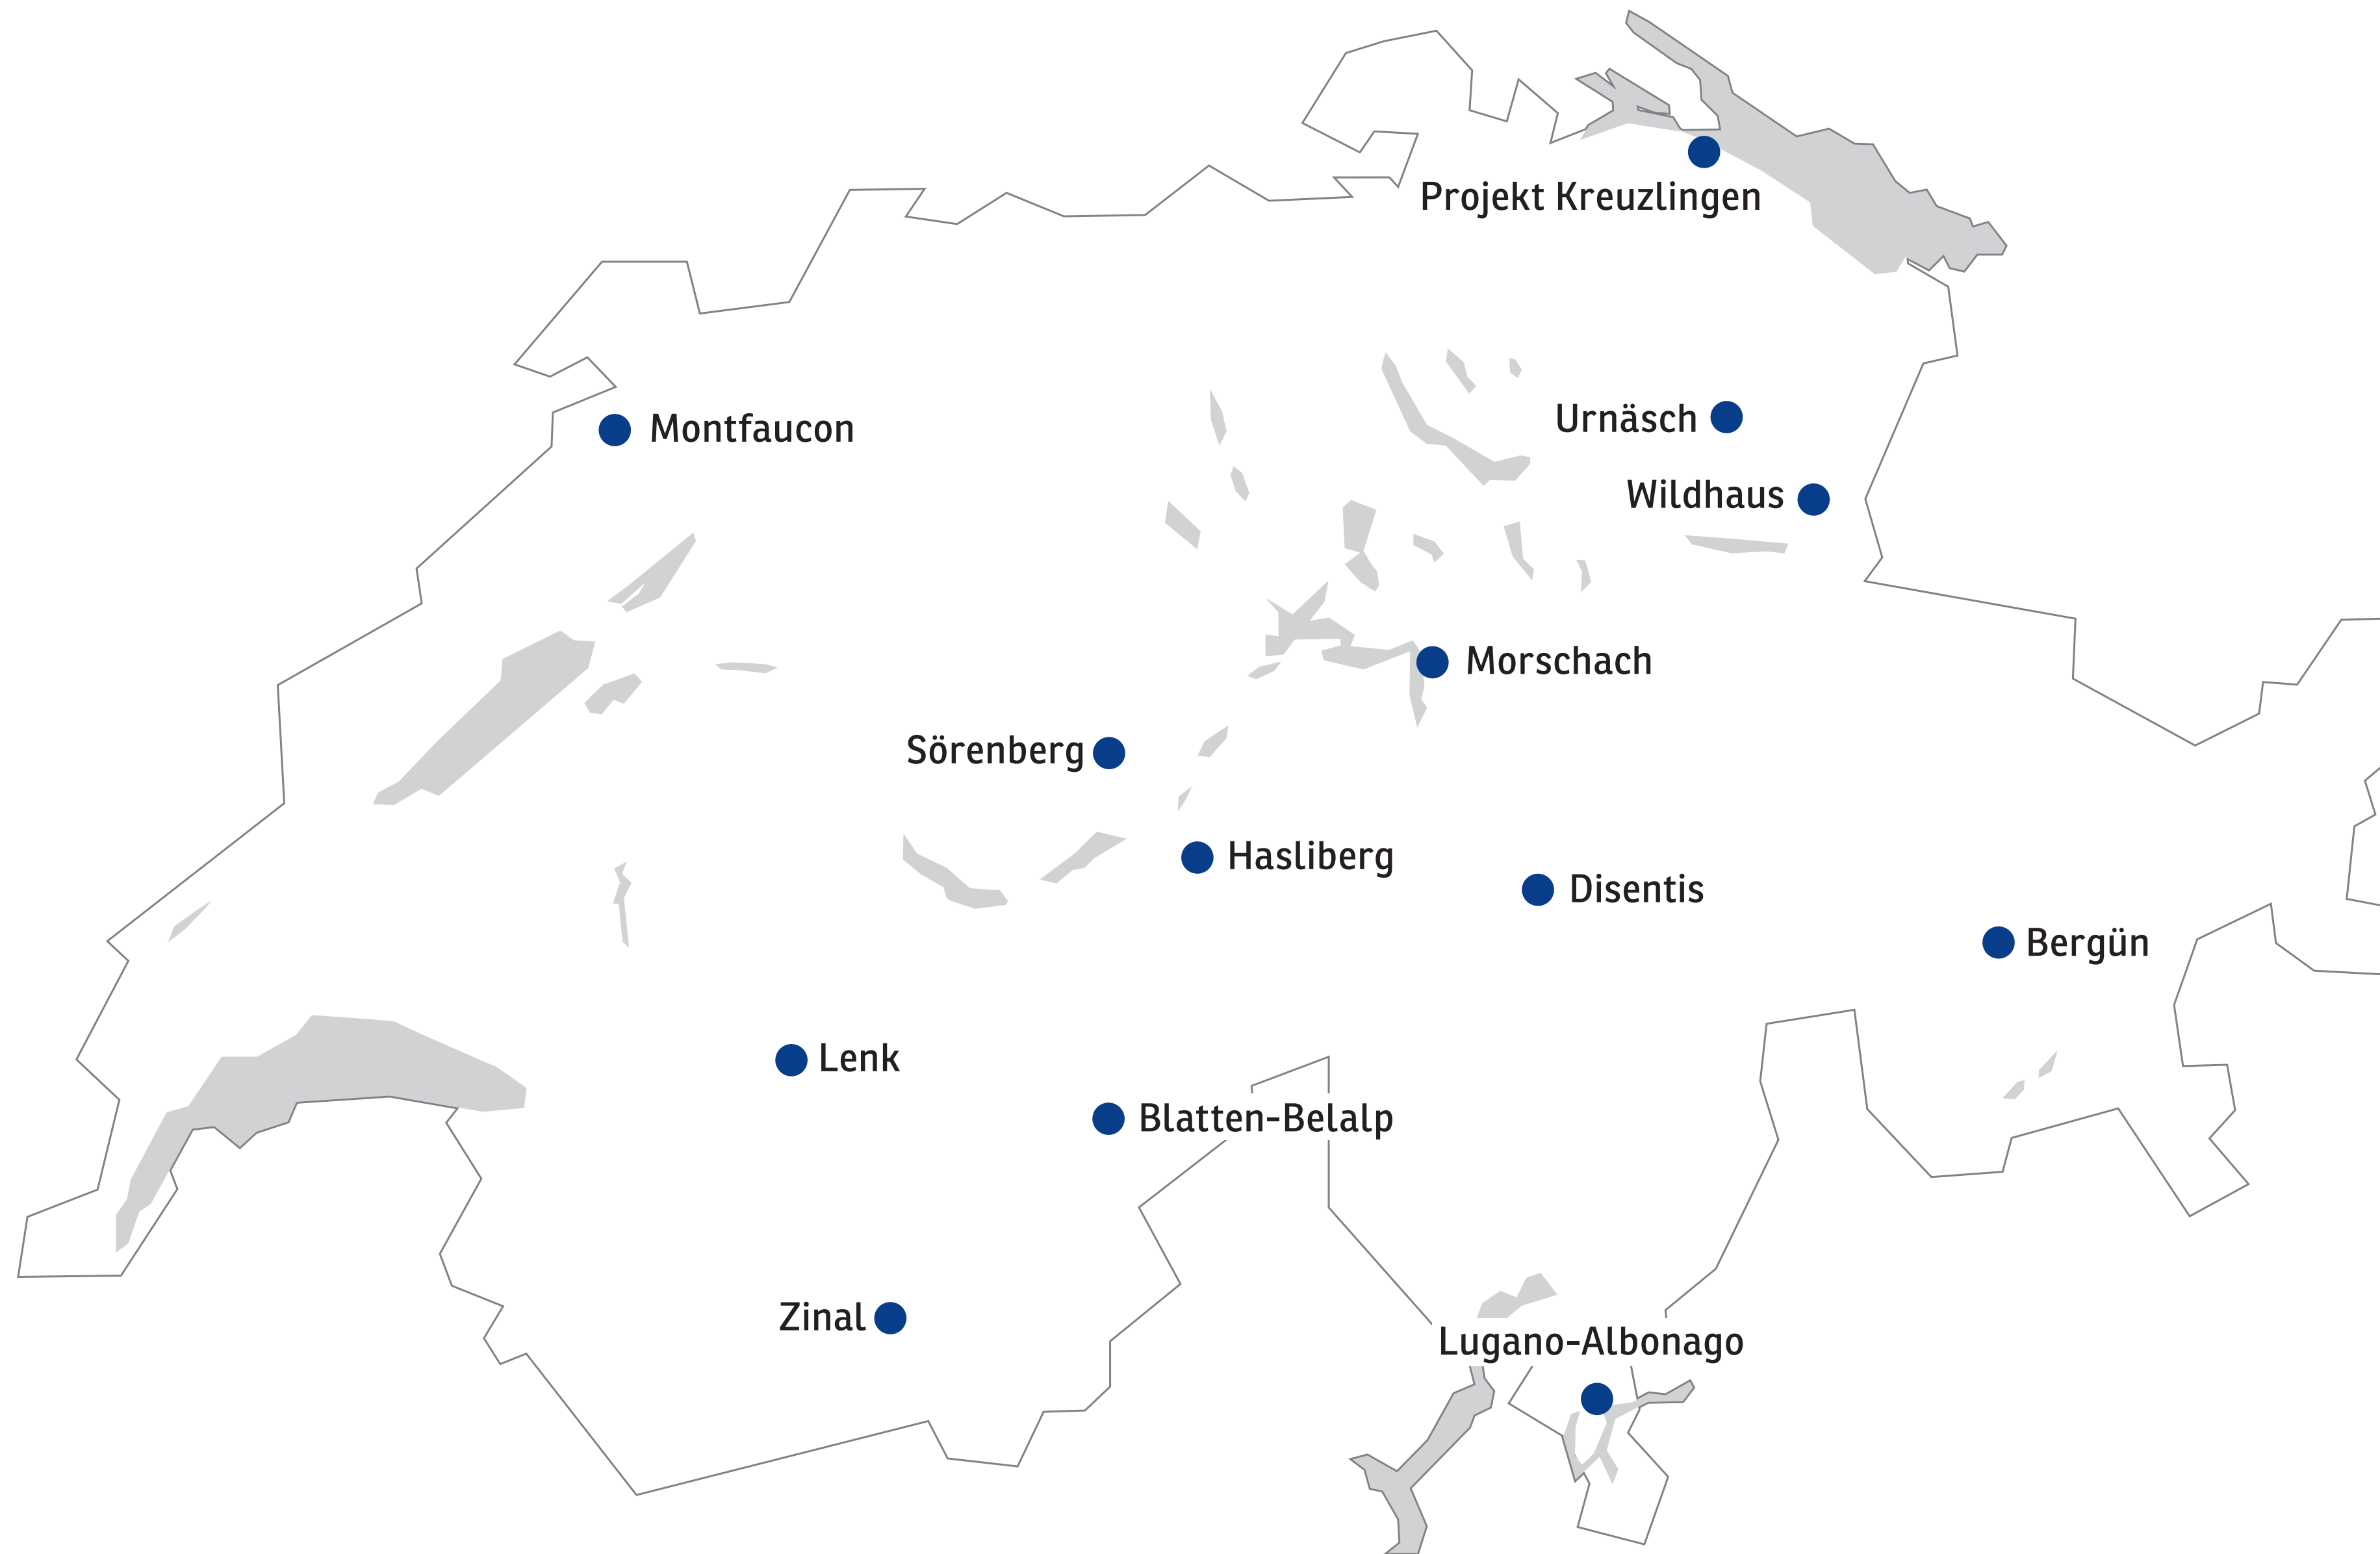 Projekt Kreuzlingen
Urnäsch
Montfaucon
Wildhaus
Morschach
Sörenberg
Hasliberg
Disentis
Bergün
Lenk
Blatten-Belalp
Zinal
Lugano-Albonago